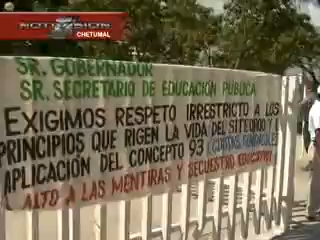 NOTIVISION
CHETUMAL
SR. GOBERNADOR
SR. SECRETARIO DE EDUCACIÓN PÚBLICA
EXIGIMOS RESPETO IRRESTRICTO A LOS
PRINCIPIOS QUE RIGEN LA VIDA DEL SITEQROO Y
APLICACIÓN DEL CONCEPTO 93
ALTO A LAS MENTIRAS Y SECUESTRO EDUCATIVO